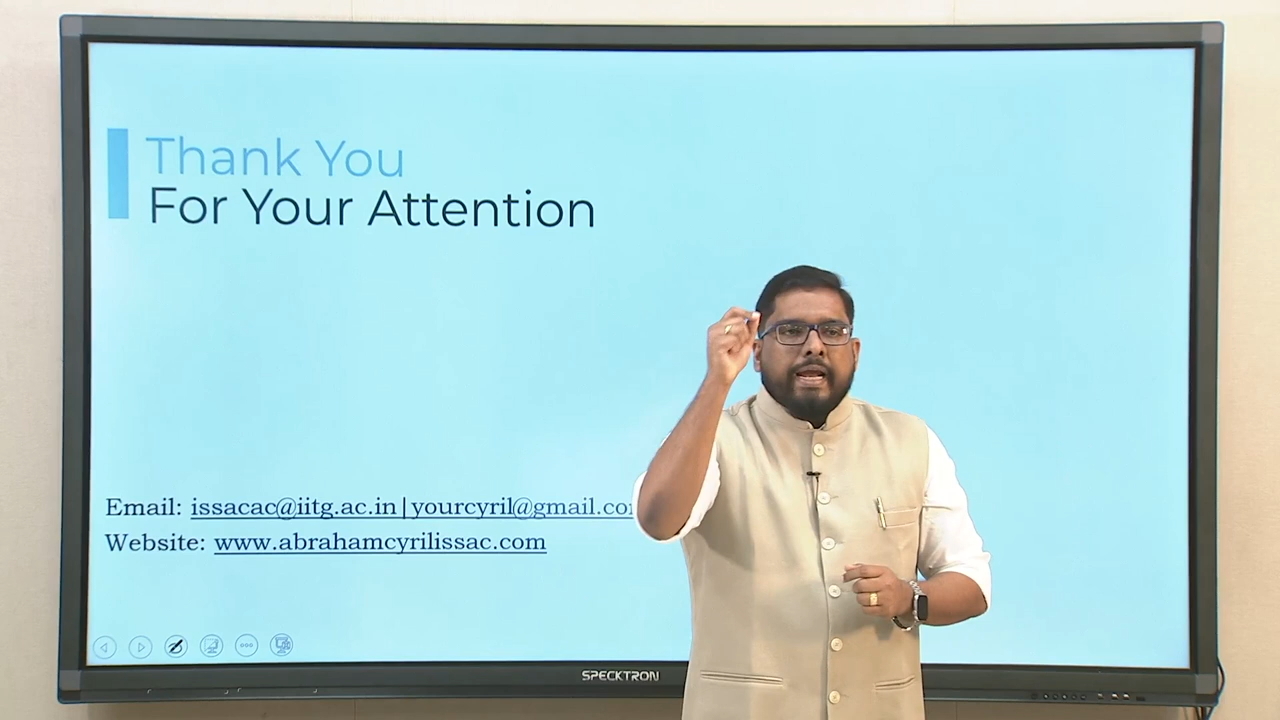 Thank You
For Your Attention
Email: issacac@iitg.ac.in|yourcyril@gmail.co
Website: www.abrahamcyrilissac.com
SPECKTRON